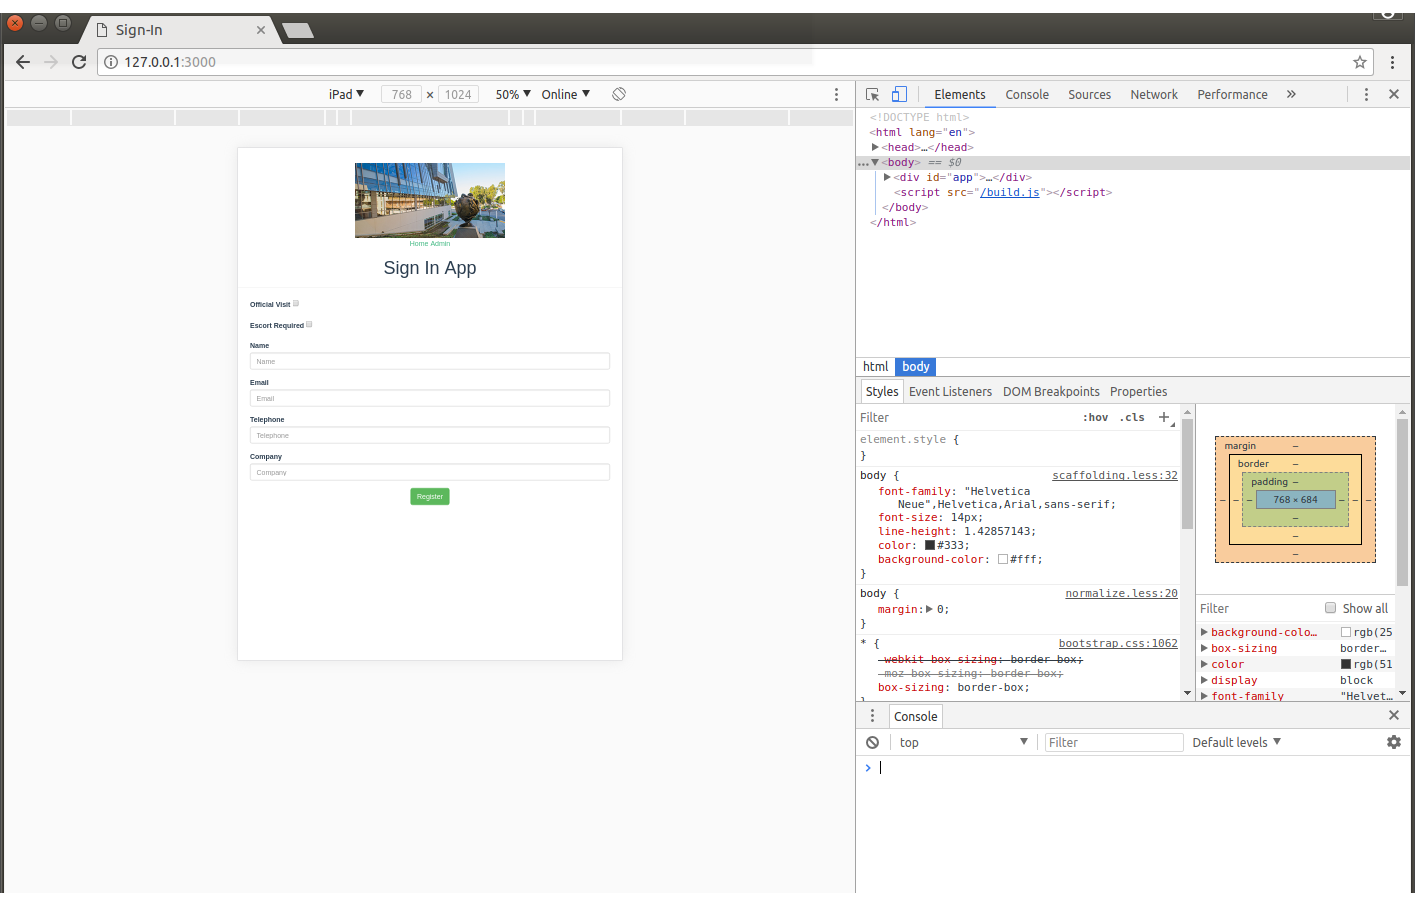 Sign-In
127.0.0.1:3000
iPad 768 × 1024 50% Online
Home Admin
Sign In App
Official Visit
Escort Required
Name
Name
Email
Email
Telephone
Telephone
Company
Company
Register
Elements Console Sources Network Performance »
<!DOCTYPE html>
<html lang="en">
<head>…</head>
…<body> == $0
<div id="app">…</div>
<script src="/build.js"></script>
</body>
</html>
html body
Styles Event Listeners DOM Breakpoints Properties
Filter :hov .cls +
element.style {
}
body { scaffolding.less:32
font-family: "Helvetica
Neue",Helvetica,Arial,sans-serif;
font-size: 14px;
line-height: 1.42857143;
color: #333;
background-color: #fff;
}
body { normalize.less:20
margin: 0;
}
* { bootstrap.css:1062
-webkit-box-sizing: border-box;
-moz-box-sizing: border-box;
box-sizing: border-box;
}
margin –
border –
padding –
– – – 768 × 684 – – –
–
–
–
Filter Show all
background-colo… rgb(25
box-sizing border…
color rgb(51
display block
font-family "Helvet…
Console
top Filter Default levels
>